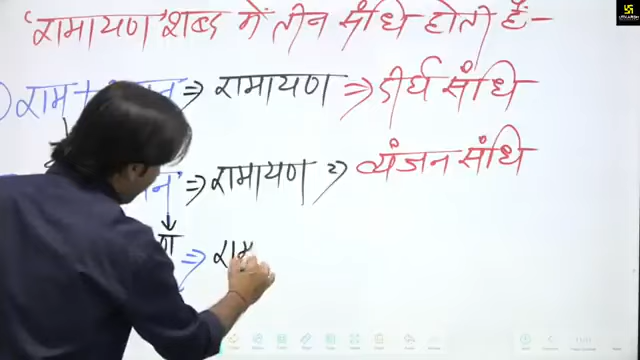 'रामायण' शब्द में तीन संधि होती हैं-
राम + ⇒ रामायण ⇒ दीर्घ संधि
⇒ रामायण ⇒ व्यंजन संधि
⇒ राम